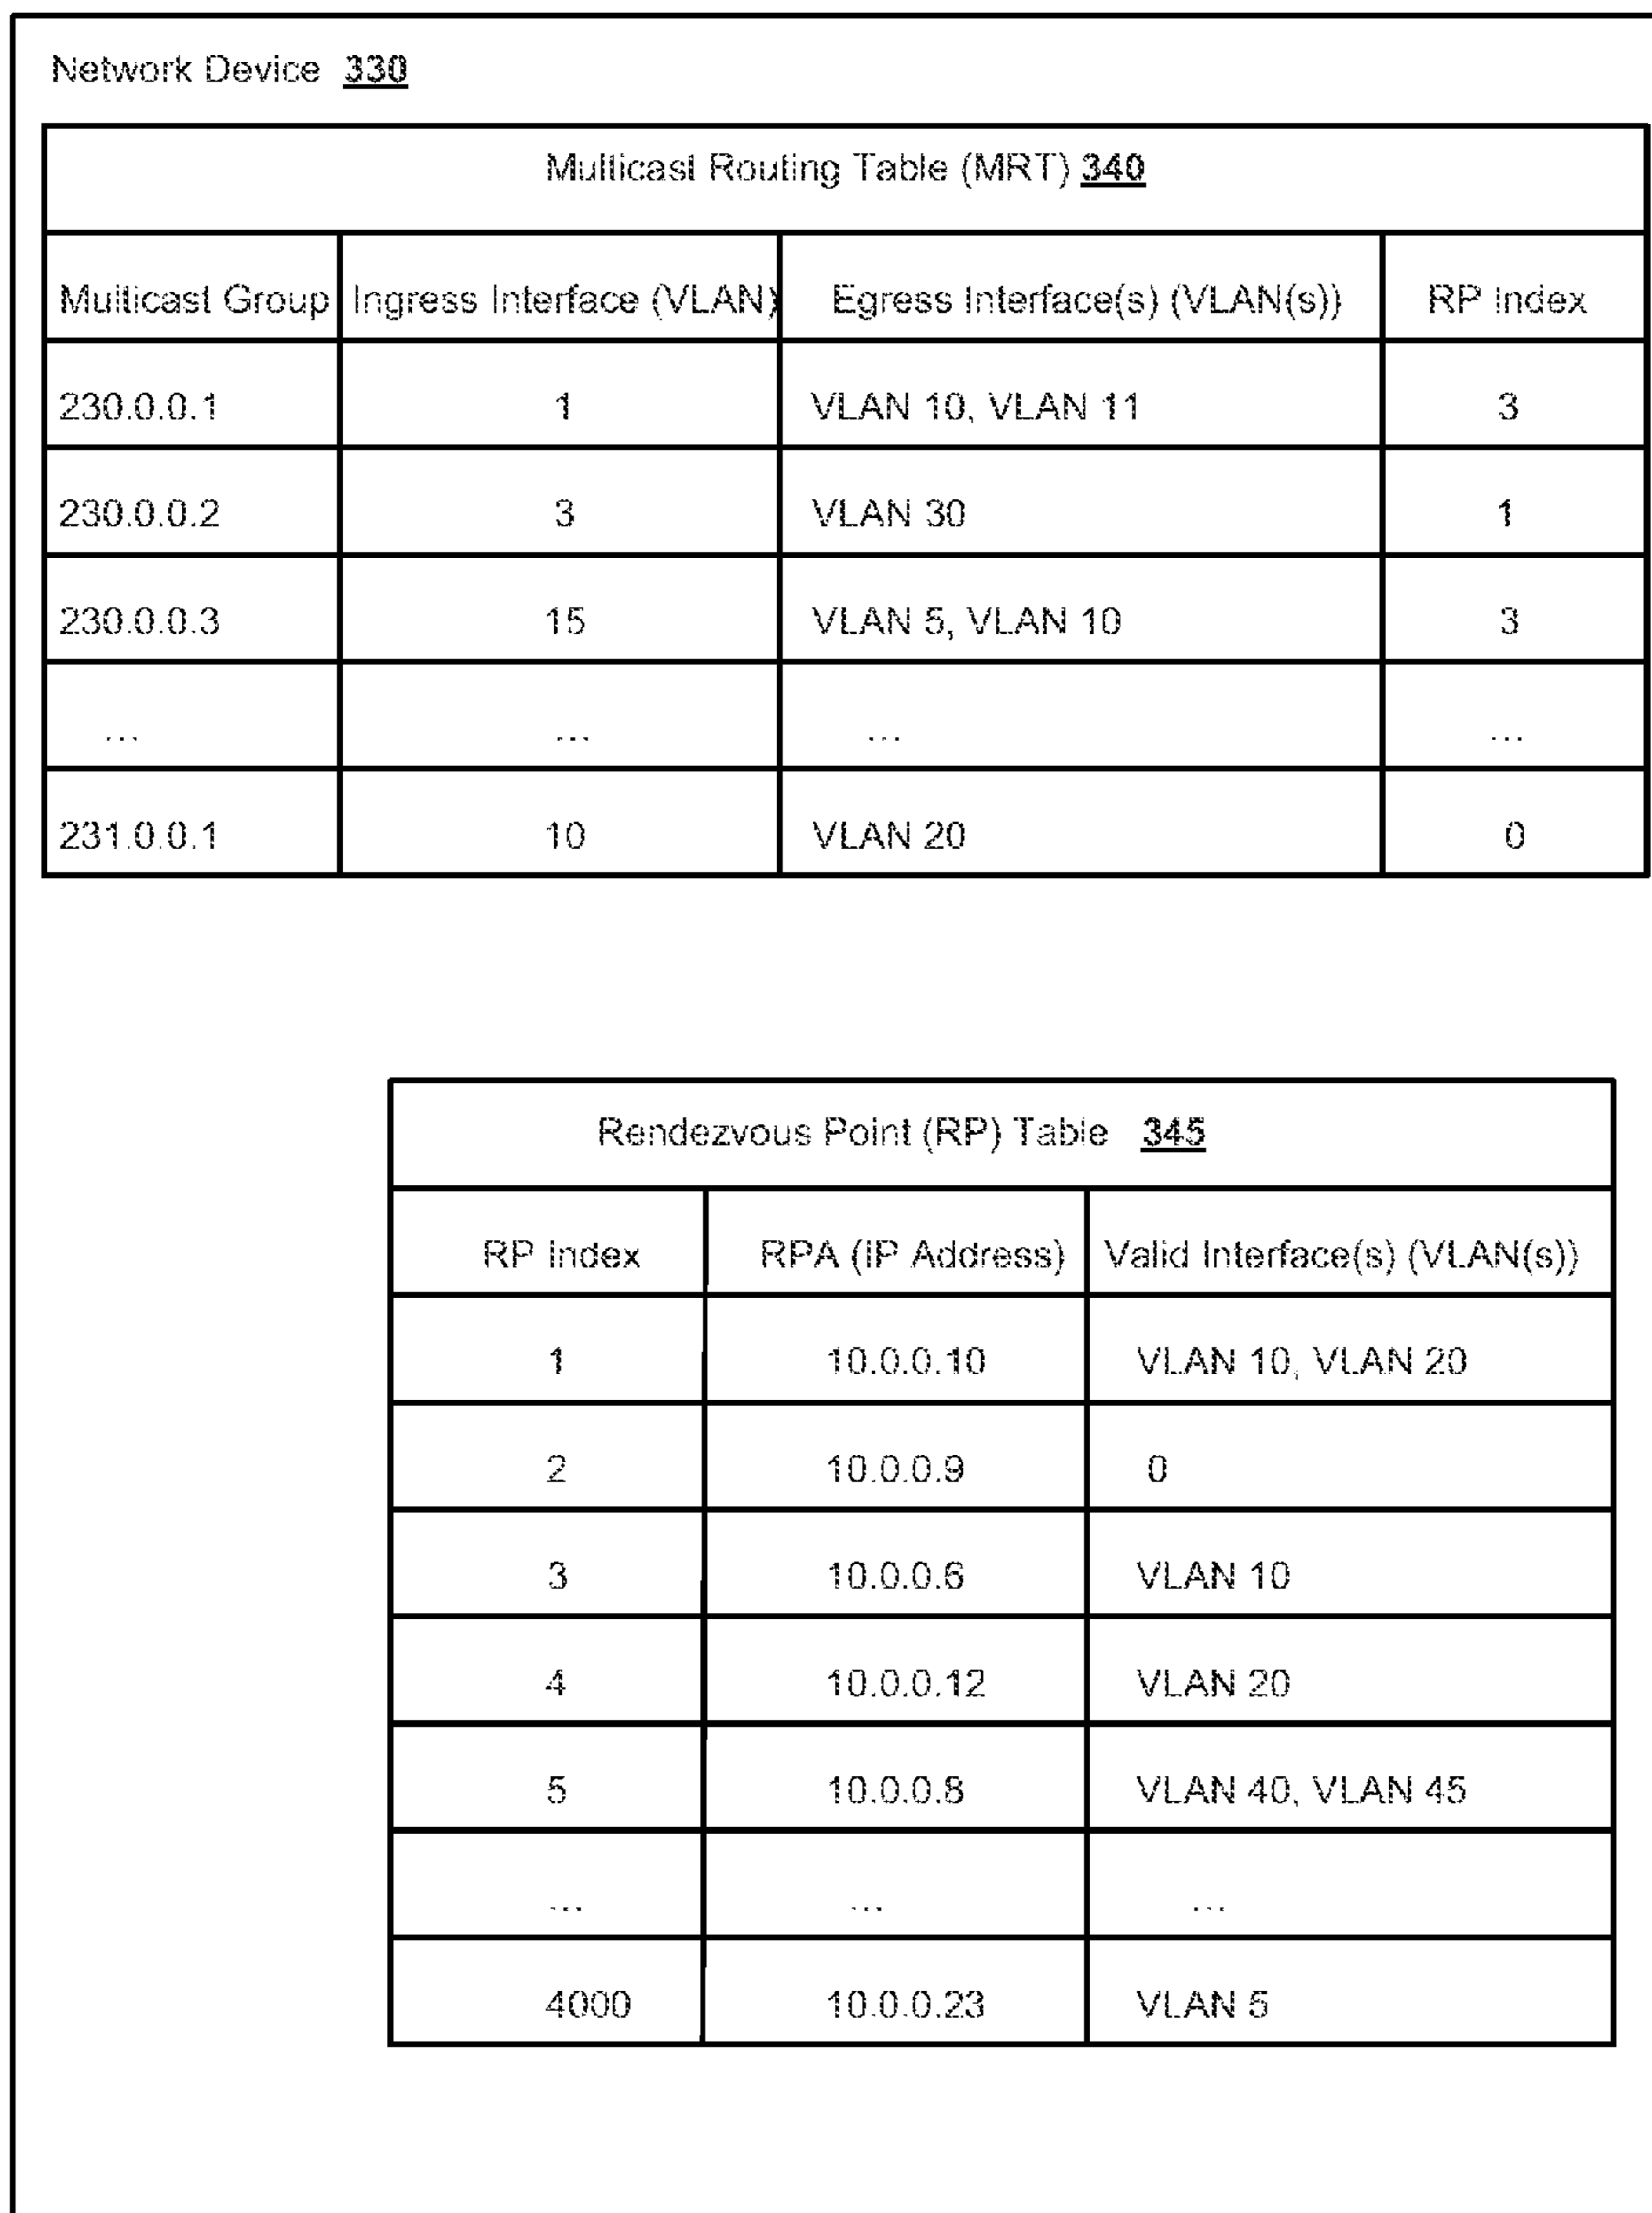 Network Device 330
Multicast Routing Table (MRT) 340
Multicast Group Ingress Interface (VLAN) Egress Interface(s) (VLAN(s)) RP Index
230.0.0.1 1 VLAN 10, VLAN 11 3
230.0.0.2 3 VLAN 30 1
230.0.0.3 15 VLAN 5, VLAN 10 3
... ... ... ...
231.0.0.1 10 VLAN 20 0
Rendezvous Point (RP) Table 345
RP Index RPA (IP Address) Valid Interface(s) (VLAN(s))
1 10.0.0.10 VLAN 10, VLAN 20
2 10.0.0.9 0
3 10.0.0.6 VLAN 10
4 10.0.0.12 VLAN 20
5 10.0.0.8 VLAN 40, VLAN 45
... ... ...
4000 10.0.0.23 VLAN 5